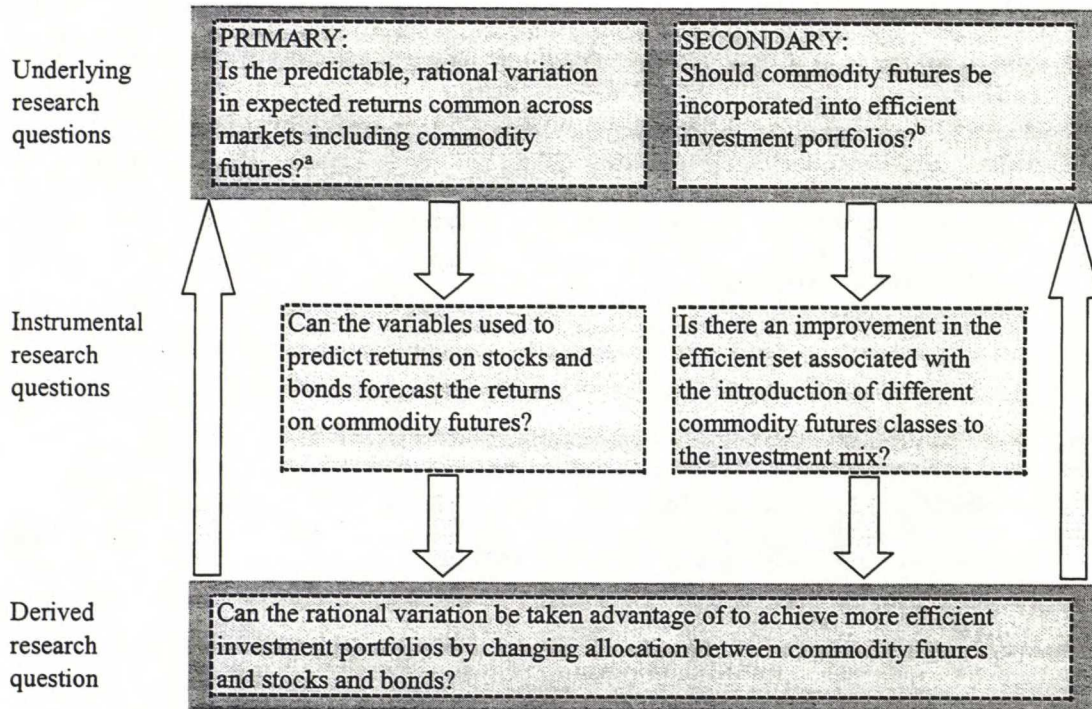 Underlying
research
questions
PRIMARY:
Is the predictable, rational variation
in expected returns common across
markets including commodity
futures?a
SECONDARY:
Should commodity futures be
incorporated into efficient
investment portfolios?b
Instrumental
research
questions
Can the variables used to
predict returns on stocks and
bonds forecast the returns
on commodity futures?
Is there an improvement in the
efficient set associated with
the introduction of different
commodity futures classes to
the investment mix?
Derived
research
question
Can the rational variation be taken advantage of to achieve more efficient
investment portfolios by changing allocation between commodity futures
and stocks and bonds?